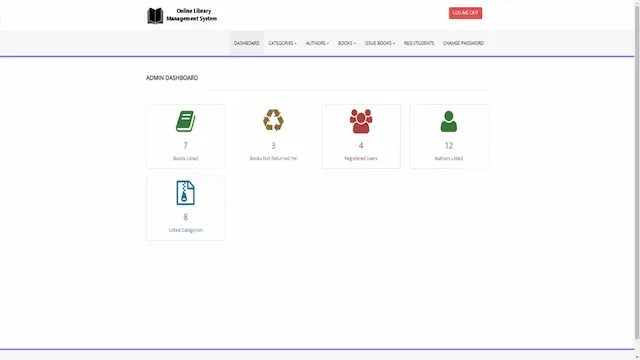 Online Library
Management System
LOG ME OUT
DASHBOARD CATEGORIES AUTHORS BOOKS ISSUE BOOKS REG STUDENTS CHANGE PASSWORD
ADMIN DASHBOARD
7 3 4 12
Books Listed Books Not Returned Yet Registered Users Authors Listed
8
Listed Categories